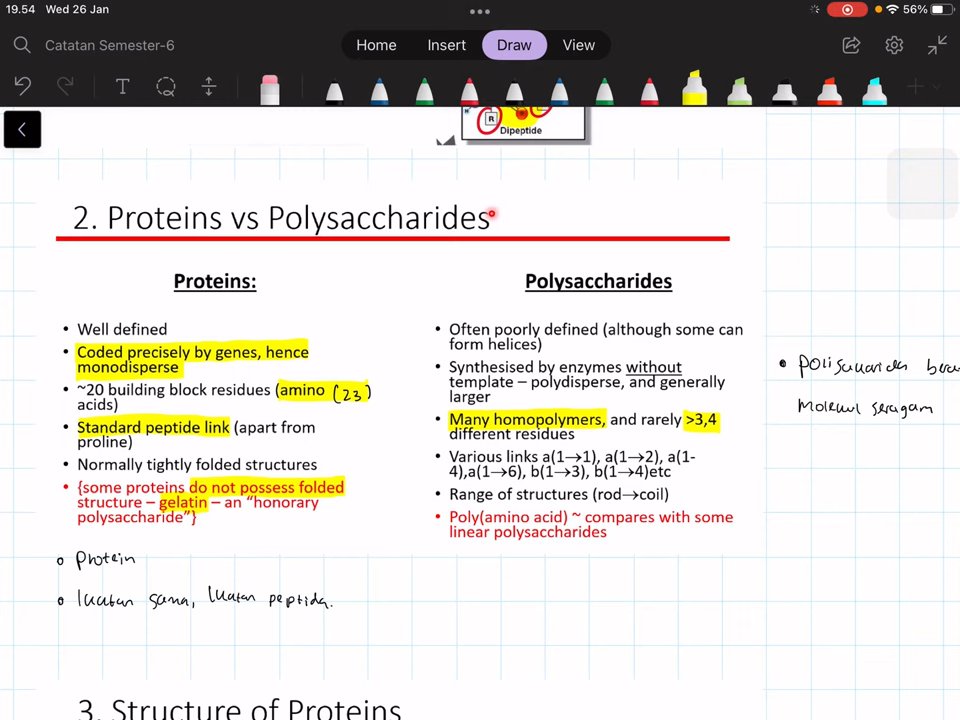 19.54 Wed 26 Jan
56%
Catatan Semester-6
Home Insert Draw View
T
R
Dipeptide
2. Proteins vs Polysaccharides
Proteins:
• Well defined
• Coded precisely by genes, hence
monodisperse
• ~20 building block residues (amino (23)
acids)
• Standard peptide link (apart from
proline)
• Normally tightly folded structures
• {some proteins do not possess folded
structure – gelatin – an “honorary
polysaccharide”}
Protein
Ikatan sama, Ikatan peptida.
Polysaccharides
• Often poorly defined (although some can
form helices)
• Synthesised by enzymes without
template – polydisperse, and generally
larger
• Many homopolymers, and rarely >3,4
different residues
• Various links a(1→1), a(1→2), a(1-
4),a(1→6), b(1→3), b(1→4)etc
• Range of structures (rod→coil)
• Poly(amino acid) ~ compares with some
linear polysaccharides
Molekul seragam
3. Structure of Proteins